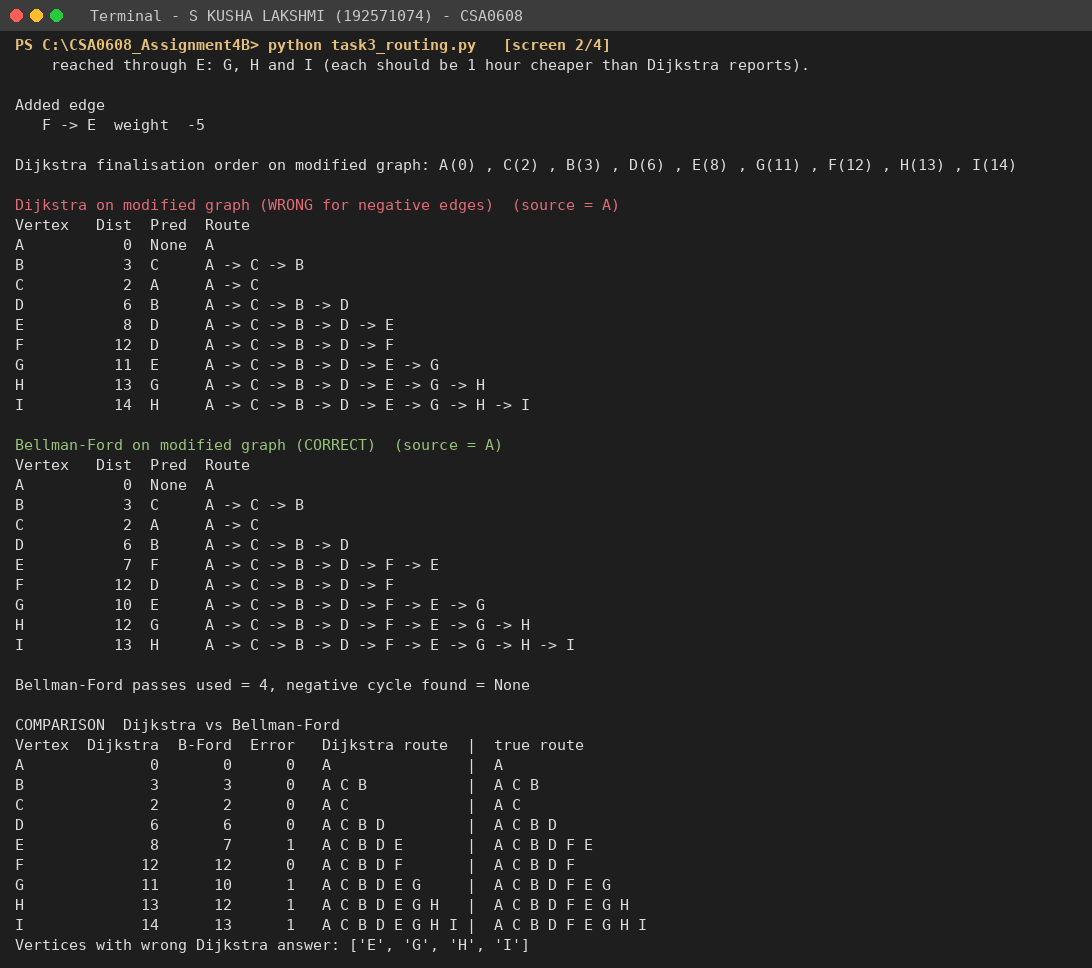 Terminal - S KUSHA LAKSHMI (192571074) - CSA0608
PS C:\CSA0608_Assignment4B> python task3_routing.py   [screen 2/4]
    reached through E: G, H and I (each should be 1 hour cheaper than Dijkstra reports).

Added edge
   F -> E  weight  -5

Dijkstra finalisation order on modified graph: A(0) , C(2) , B(3) , D(6) , E(8) , G(11) , F(12) , H(13) , I(14)

Dijkstra on modified graph (WRONG for negative edges)  (source = A)
Vertex   Dist  Pred  Route
A           0  None  A
B           3  C     A -> C -> B
C           2  A     A -> C
D           6  B     A -> C -> B -> D
E           8  D     A -> C -> B -> D -> E
F          12  D     A -> C -> B -> D -> F
G          11  E     A -> C -> B -> D -> E -> G
H          13  G     A -> C -> B -> D -> E -> G -> H
I          14  H     A -> C -> B -> D -> E -> G -> H -> I

Bellman-Ford on modified graph (CORRECT)  (source = A)
Vertex   Dist  Pred  Route
A           0  None  A
B           3  C     A -> C -> B
C           2  A     A -> C
D           6  B     A -> C -> B -> D
E           7  F     A -> C -> B -> D -> F -> E
F          12  D     A -> C -> B -> D -> F
G          10  E     A -> C -> B -> D -> F -> E -> G
H          12  G     A -> C -> B -> D -> F -> E -> G -> H
I          13  H     A -> C -> B -> D -> F -> E -> G -> H -> I

Bellman-Ford passes used = 4, negative cycle found = None

COMPARISON  Dijkstra vs Bellman-Ford
Vertex  Dijkstra  B-Ford  Error   Dijkstra route  |  true route
A              0       0      0   A               |  A
B              3       3      0   A C B           |  A C B
C              2       2      0   A C             |  A C
D              6       6      0   A C B D         |  A C B D
E              8       7      1   A C B D E       |  A C B D F E
F             12      12      0   A C B D F       |  A C B D F
G             11      10      1   A C B D E G     |  A C B D F E G
H             13      12      1   A C B D E G H   |  A C B D F E G H
I             14      13      1   A C B D E G H I |  A C B D F E G H I
Vertices with wrong Dijkstra answer: ['E', 'G', 'H', 'I']